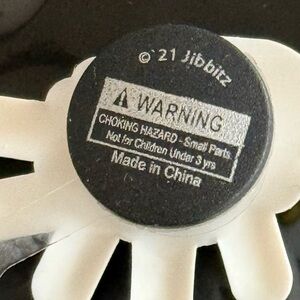 © '21 Jibbitz
WARNING
CHOKING HAZARD - Small Parts
Not for Children Under 3 yrs
Made in China